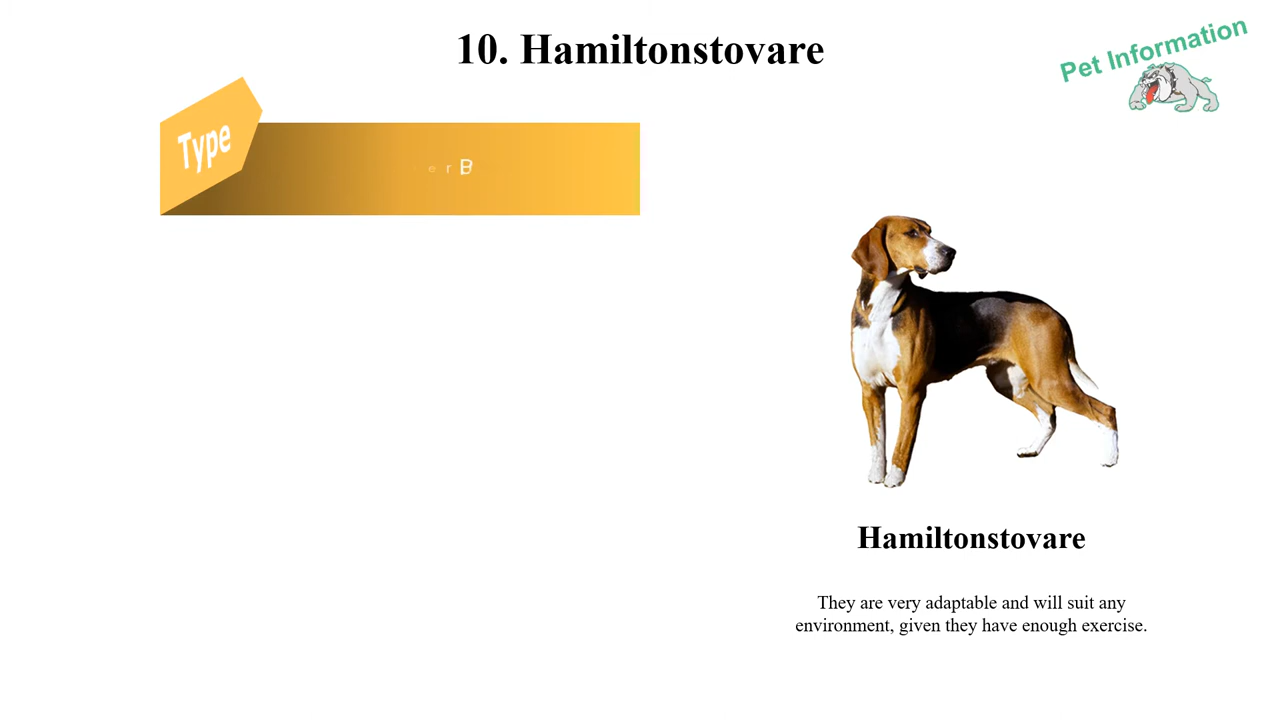 10. Hamiltonstovare
Pet Information
Type
e r B
Hamiltonstovare
They are very adaptable and will suit any
environment, given they have enough exercise.